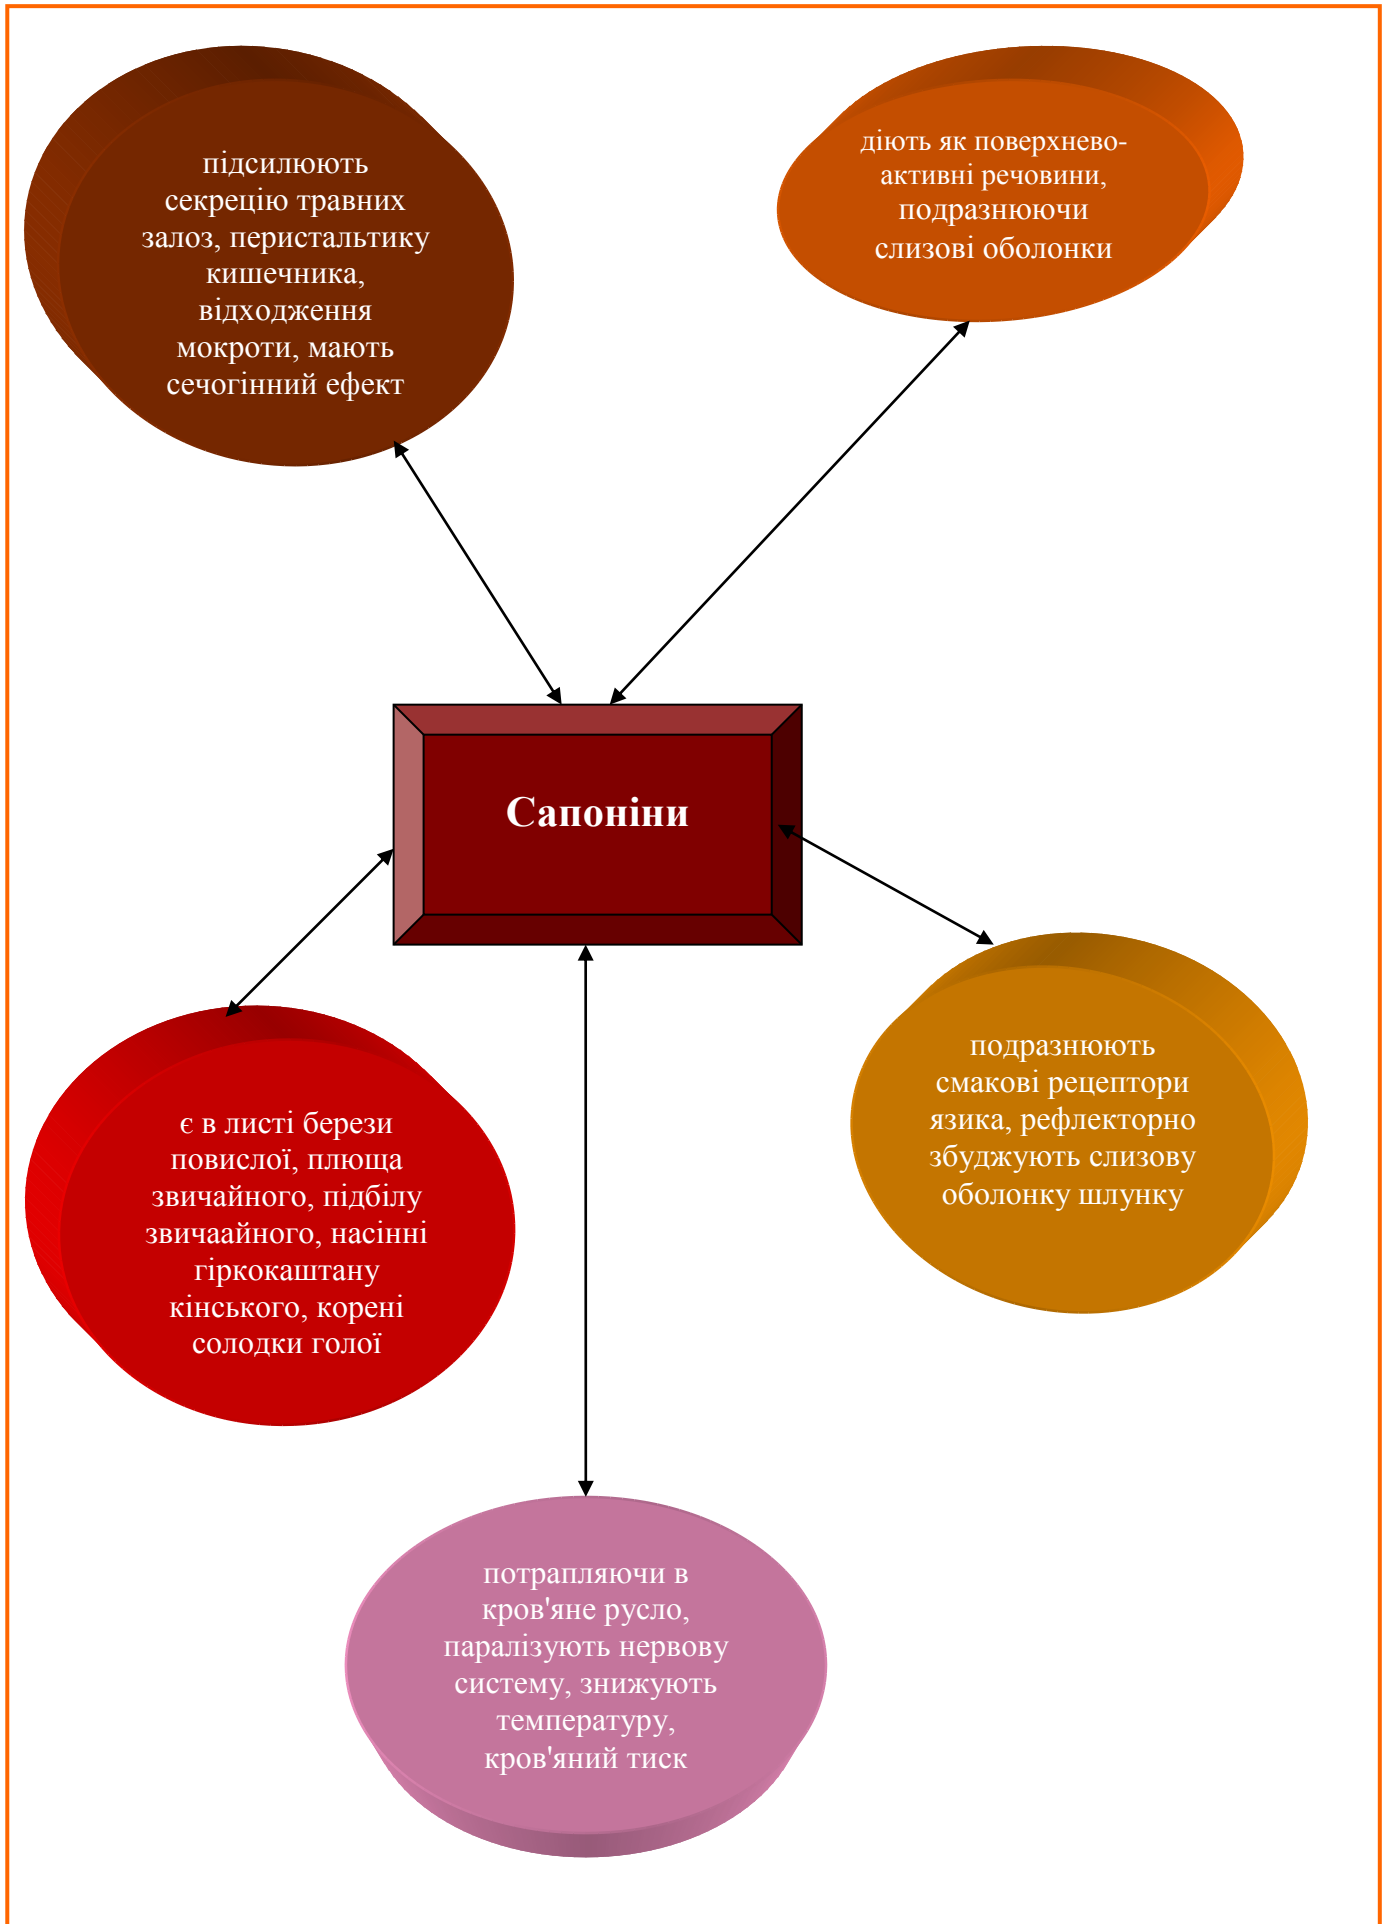 підсилюють
секрецію травних
залоз, перистальтику
кишечника,
відходження
мокроти, мають
сечогінний ефект
діють як поверхнево-
активні речовини,
подразнюючи
слизові оболонки
Сапоніни
є в листі берези
повислої, плюща
звичайного, підбілу
звичаайного, насінні
гіркокаштану
кінського, корені
солодки голої
подразнюють
смакові рецептори
язика, рефлекторно
збуджують слизову
оболонку шлунку
потрапляючи в
кров'яне русло,
паралізують нервову
систему, знижують
температуру,
кров'яний тиск